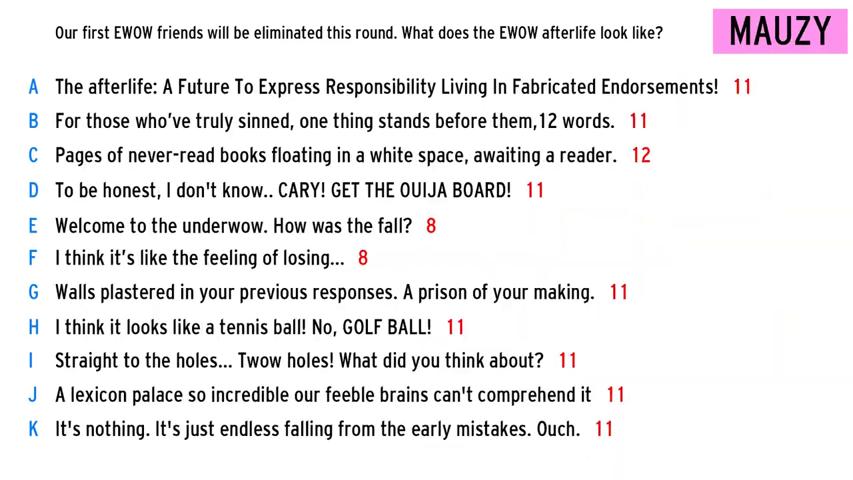 Our first EWOW friends will be eliminated this round. What does the EWOW afterlife look like?
MAUZY
A The afterlife: A Future To Express Responsibility Living In Fabricated Endorsements! 11
B For those who've truly sinned, one thing stands before them,12 words. 11
C Pages of never-read books floating in a white space, awaiting a reader. 12
D To be honest, I don't know.. CARY! GET THE OUIJA BOARD! 11
E Welcome to the underwow. How was the fall? 8
F I think it's like the feeling of losing... 8
G Walls plastered in your previous responses. A prison of your making. 11
H I think it looks like a tennis ball! No, GOLF BALL! 11
I Straight to the holes... Twow holes! What did you think about? 11
J A lexicon palace so incredible our feeble brains can't comprehend it 11
K It's nothing. It's just endless falling from the early mistakes. Ouch. 11